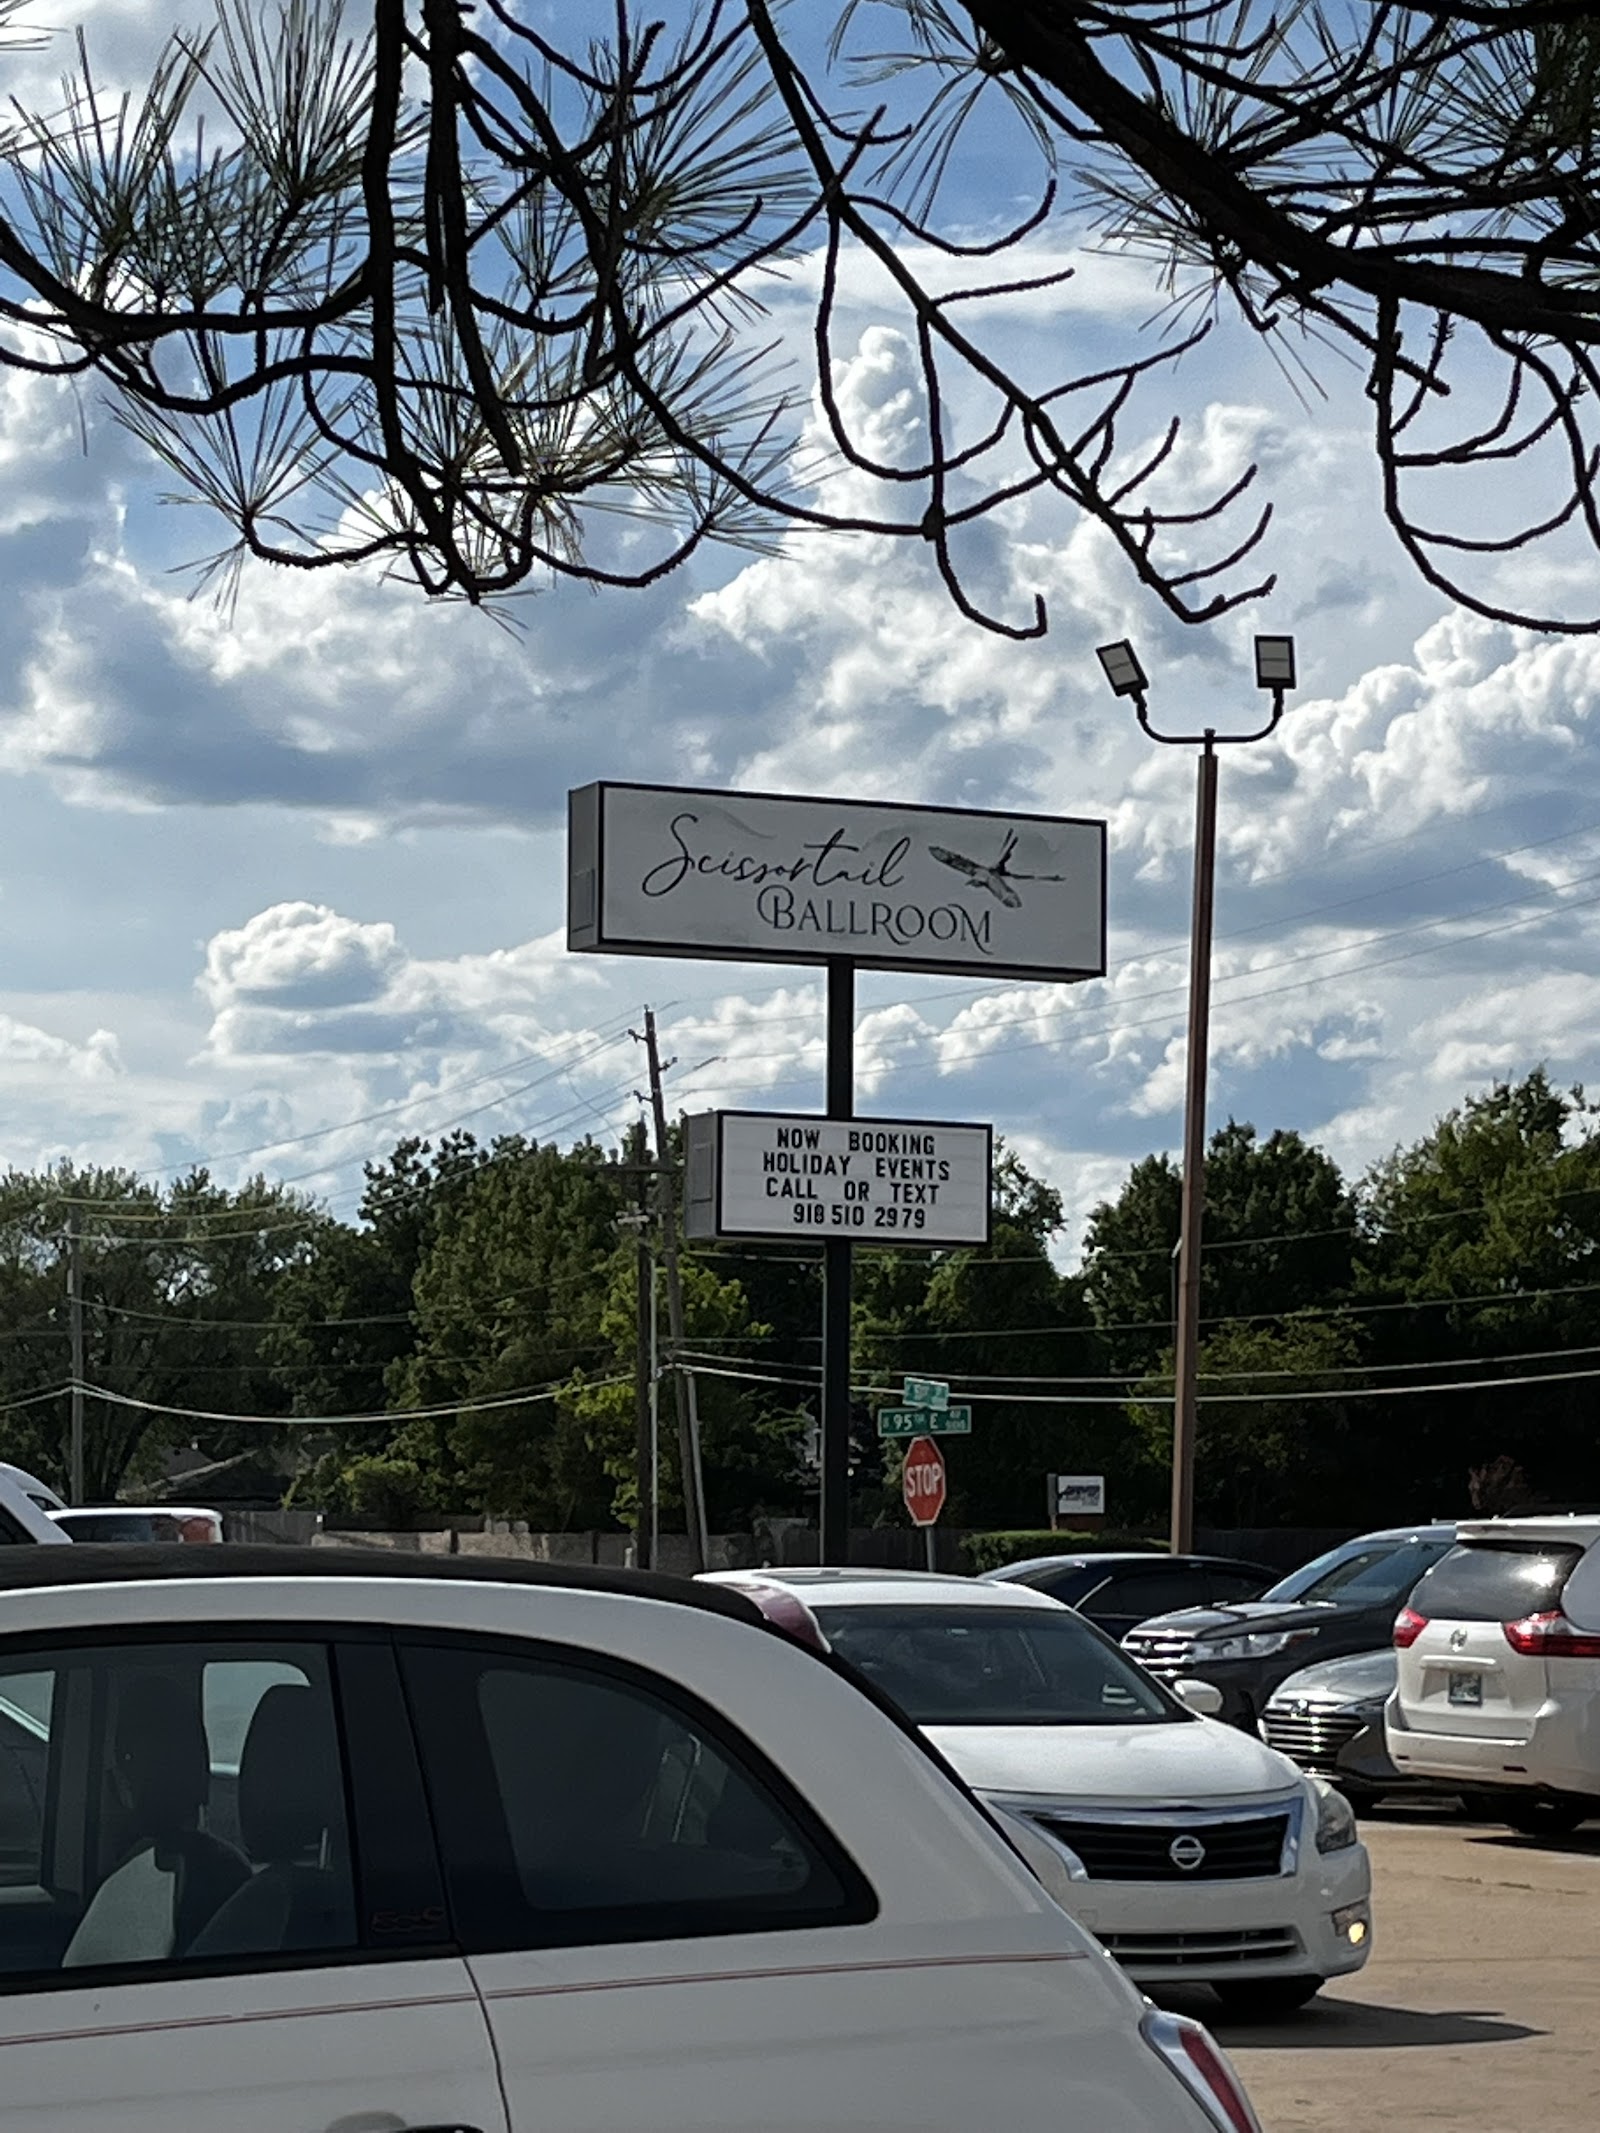 Scissortail
BALLROOM
NOW BOOKING
HOLIDAY EVENTS
CALL OR TEXT
918 510 2979
95TH E
STOP